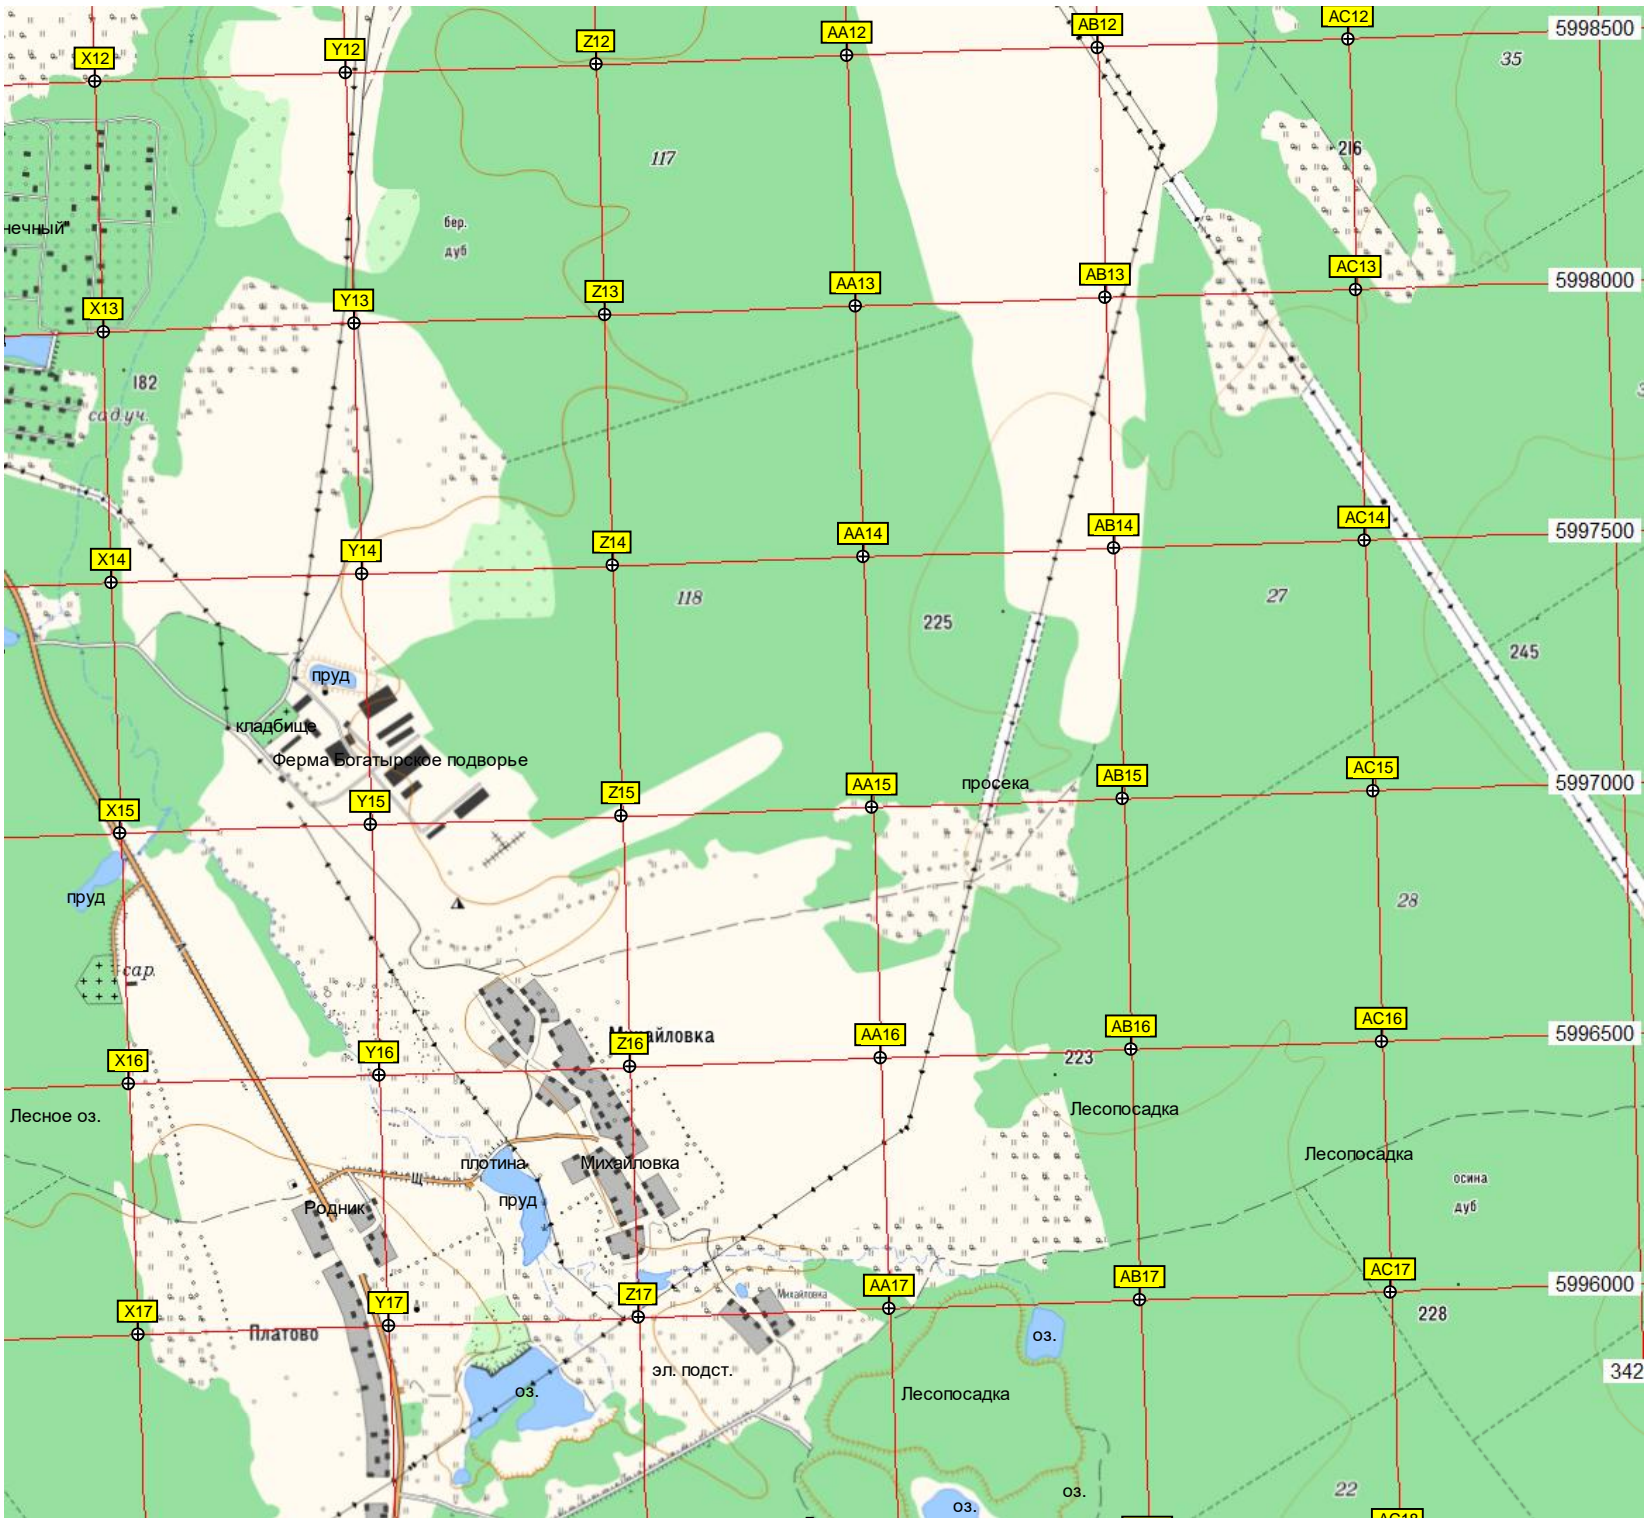 AC12
AB12
5998500
AA12
Z12
Y12
X12
35
216
117
бер.
дуб
нечный"
AC13
AB13
5998000
AA13
Z13
Y13
X13
182
сад.уч.
AC14
AB14
5997500
AA14
Z14
Y14
X14
118
27
225
245
пруд
кладбище
Ферма Богатырское подворье
просека
AC15
AB15
5997000
AA15
Z15
Y15
X15
пруд
28
сар.
AC16
AB16
5996500
AA16
Z16
Y16
X16
223
Лесное оз.
Лесопосадка
Лесопосадка
плотина
Михайловка
Щ
осина
дуб
пруд
Родник
AC17
AB17
5996000
AA17
Z17
Y17
X17
Михайловка
228
Платово
оз.
342
эл. подст.
оз.
Лесопосадка
22
оз.
оз.